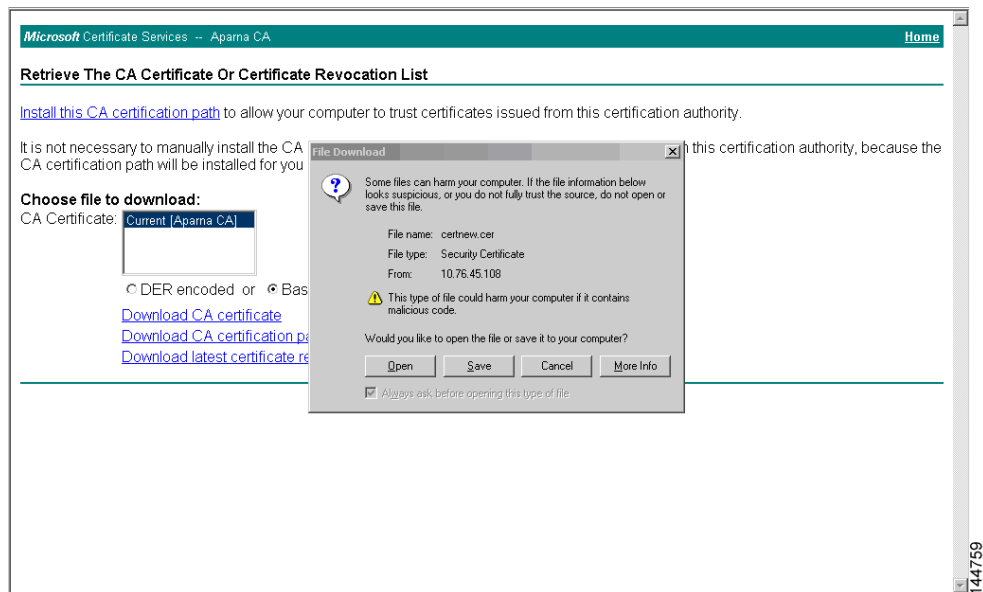 Microsoft Certificate Services -- Aparna CA Home
Retrieve The CA Certificate Or Certificate Revocation List
Install this CA certification path to allow your computer to trust certificates issued from this certification authority.
It is not necessary to manually install the CA
this certification authority, because the
CA certification path will be installed for you
Choose file to download:
CA Certificate: Current [Aparna CA]
DER encoded or Bas
Download CA certificate
Download CA certification pa
Download latest certificate re
File Download
Some files can harm your computer. If the file information below
looks suspicious, or you do not fully trust the source, do not open or
save this file.
File name: certnew.cer
File type: Security Certificate
From: 10.76.45.108
This type of file could harm your computer if it contains
malicious code.
Would you like to open the file or save it to your computer?
Open Save Cancel More Info
Always ask before opening this type of file
144759